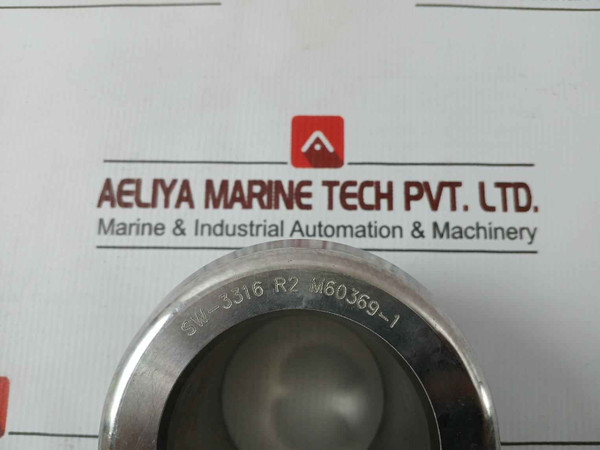 AELIYA MARINE TECH PVT. LTD.
Marine & Industrial Automation & Machinery
SW-3316 R2 M60369-1